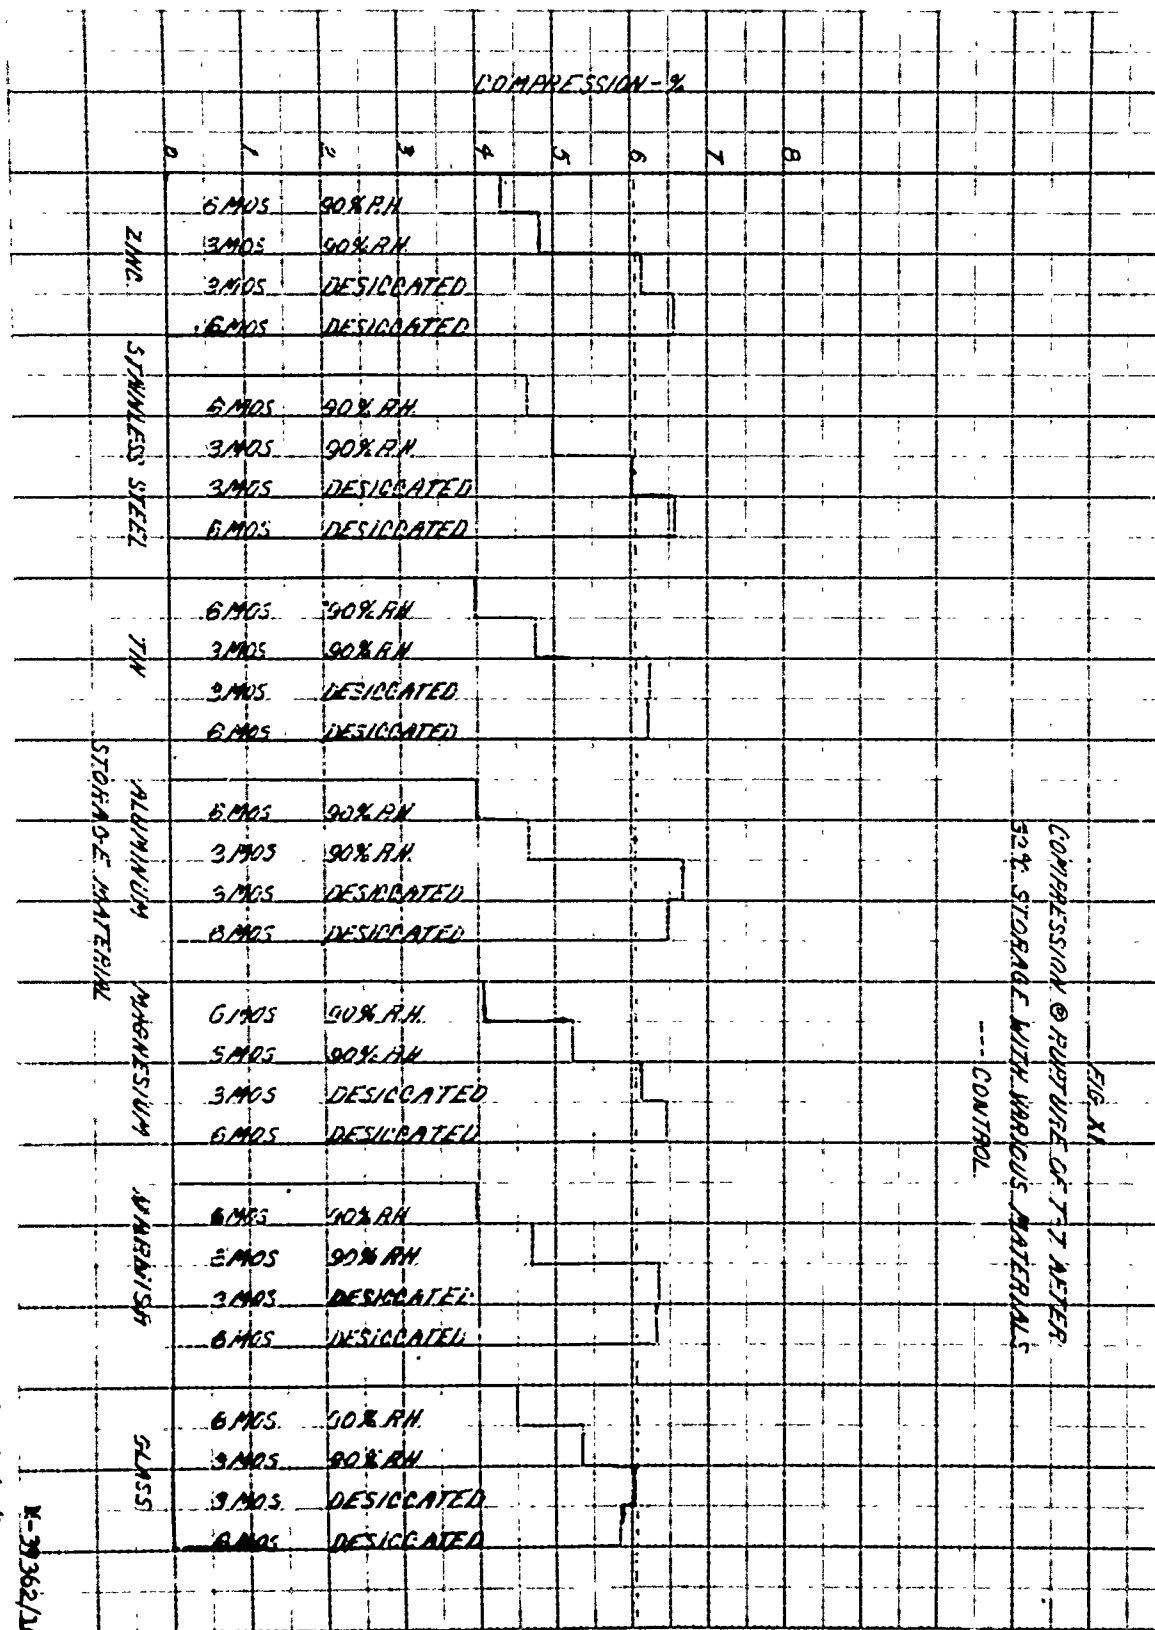 COMPRESSION - %
0 1 2 3 4 5 6 7 8
ZINC
6 MOS 90% R.H.
3 MOS 90% R.H.
3 MOS DESICCATED
6 MOS DESICCATED
STAINLESS STEEL
6 MOS 90% R.H.
3 MOS 90% R.H.
3 MOS DESICCATED
6 MOS DESICCATED
TIN
6 MOS 90% R.H.
3 MOS 90% R.H.
3 MOS DESICCATED
6 MOS DESICCATED
ALUMINUM
6 MOS 90% R.H.
3 MOS 90% R.H.
3 MOS DESICCATED
6 MOS DESICCATED
MAGNESIUM
6 MOS 90% R.H.
3 MOS 90% R.H.
3 MOS DESICCATED
6 MOS DESICCATED
VARNISH
6 MOS 90% RH
3 MOS 90% RH
3 MOS DESICCATED
6 MOS DESICCATED
GLASS
6 MOS 90% RH
3 MOS 90% RH
3 MOS DESICCATED
6 MOS DESICCATED
STORAGE MATERIAL
FIG. XI
COMPRESSION @ RUPTURE OF T-7 AFTER
52°C STORAGE WITH VARIOUS MATERIALS
--- CONTROL